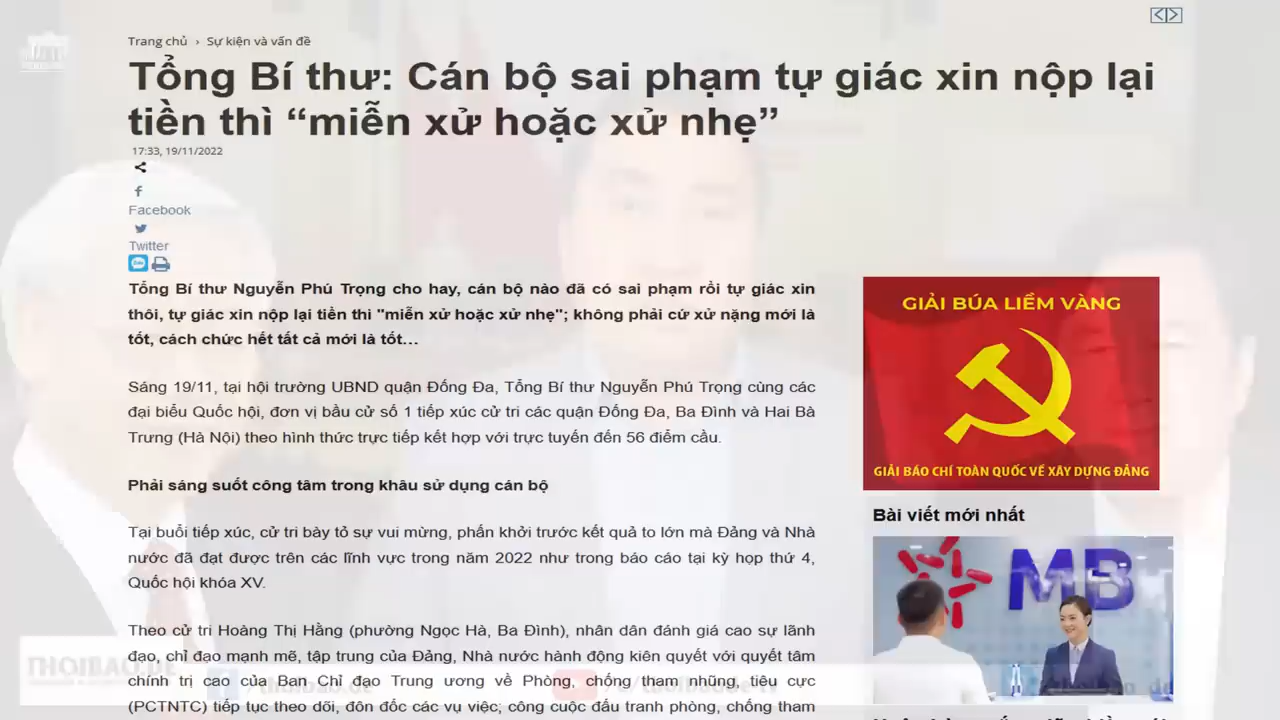 Trang chủ › Sự kiện và vấn đề
Tổng Bí thư: Cán bộ sai phạm tự giác xin nộp lại
tiền thì “miễn xử hoặc xử nhẹ”
17:33, 19/11/2022
Facebook
Twitter
Tổng Bí thư Nguyễn Phú Trọng cho hay, cán bộ nào đã có sai phạm rồi tự giác xin
thôi, tự giác xin nộp lại tiền thi "miễn xử hoặc xử nhẹ"; không phải cứ xử nặng mới là
tốt, cách chức hết tất cả mới là tốt…
Sáng 19/11, tại hội trường UBND quận Đống Đa, Tổng Bí thư Nguyễn Phú Trọng cùng các
đại biểu Quốc hội, đơn vị bầu cử số 1 tiếp xúc cử tri các quận Đống Đa, Ba Đình và Hai Bà
Trưng (Hà Nội) theo hình thức trực tiếp kết hợp với trực tuyến đến 56 điểm cầu.
Phải sáng suốt công tâm trong khâu sử dụng cán bộ
Tại buổi tiếp xúc, cử tri bày tỏ sự vui mừng, phấn khởi trước kết quả to lớn mà Đảng và Nhà
nước đã đạt được trên các lĩnh vực trong năm 2022 như trong báo cáo tại kỳ họp thứ 4,
Quốc hội khóa XV.
Theo cử tri Hoàng Thị Hằng (phường Ngọc Hà, Ba Đình), nhân dân đánh giá cao sự lãnh
đạo, chỉ đạo mạnh mẽ, tập trung của Đảng, Nhà nước hành động kiên quyết với quyết tâm
chính trị cao của Ban Chỉ đạo Trung ương về Phòng, chống tham nhũng, tiêu cực
(PCTNTC) tiếp tục theo dõi, đôn đốc các vụ việc; công cuộc đấu tranh phòng, chống tham
GIẢI BÚA LIỀM VÀNG
GIẢI BÁO CHÍ TOÀN QUỐC VỀ XÂY DỰNG ĐẢNG
Bài viết mới nhất
MB
THOIBAO.DE
/thoibao.de